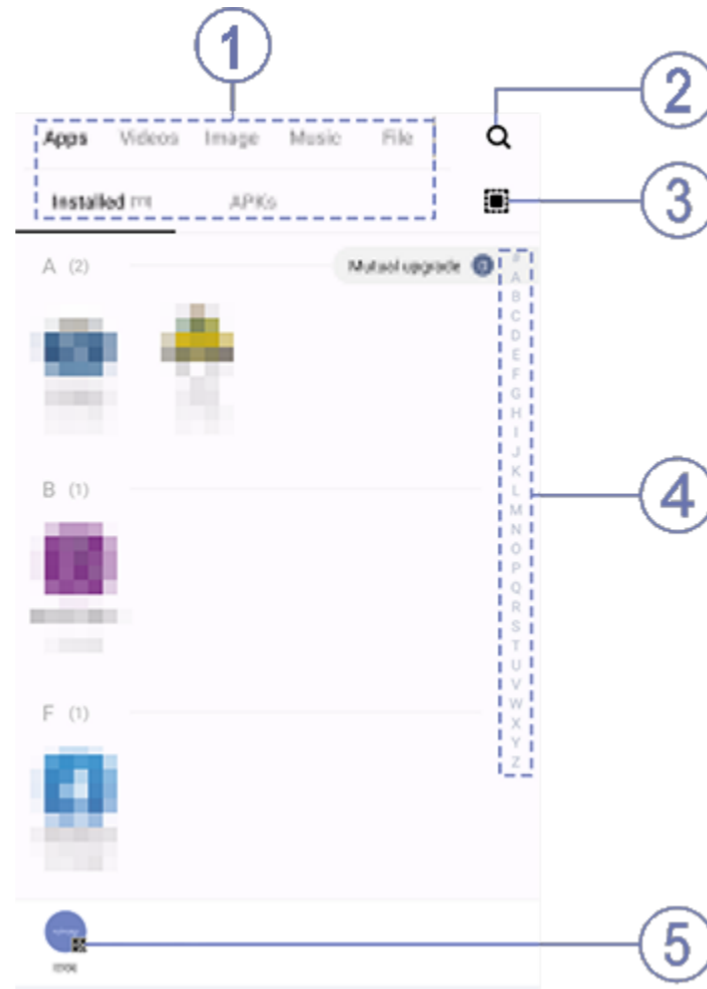 1
2
Apps Videos Image Music File
3
Installed
APKs
A (2)
Mutual upgrade
#
A
B
C
D
E
F
G
H
I
J
K
L
M
N
O
P
Q
R
S
T
U
V
W
X
Y
Z
4
B (1)
F (1)
5